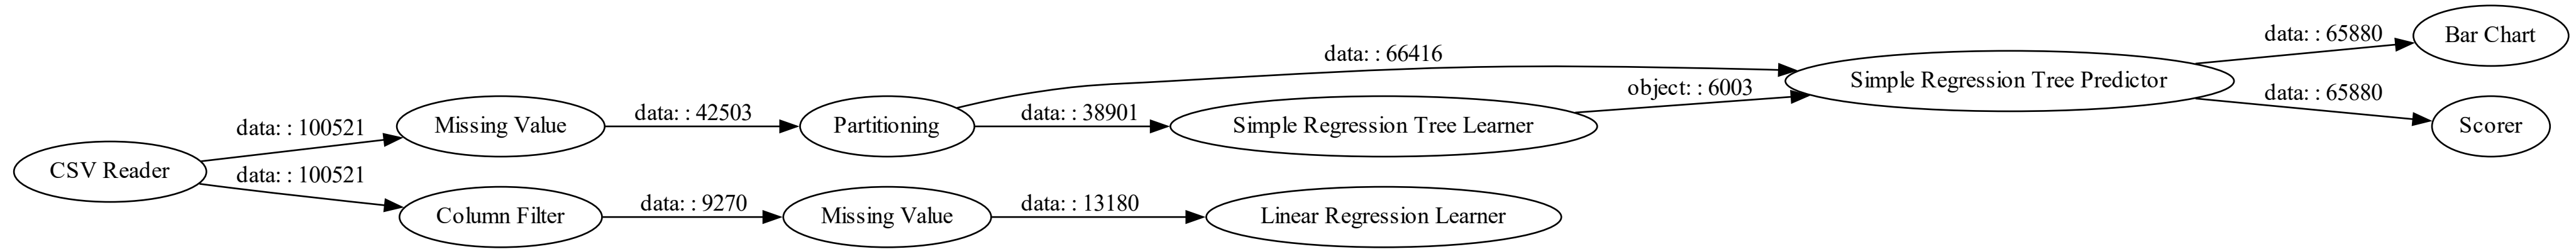 CSV Reader
data: : 100521
data: : 100521
Missing Value
Column Filter
data: : 42503
data: : 9270
Partitioning
Missing Value
data: : 66416
data: : 38901
data: : 13180
Simple Regression Tree Learner
Linear Regression Learner
object: : 6003
Simple Regression Tree Predictor
data: : 65880
data: : 65880
Bar Chart
Scorer